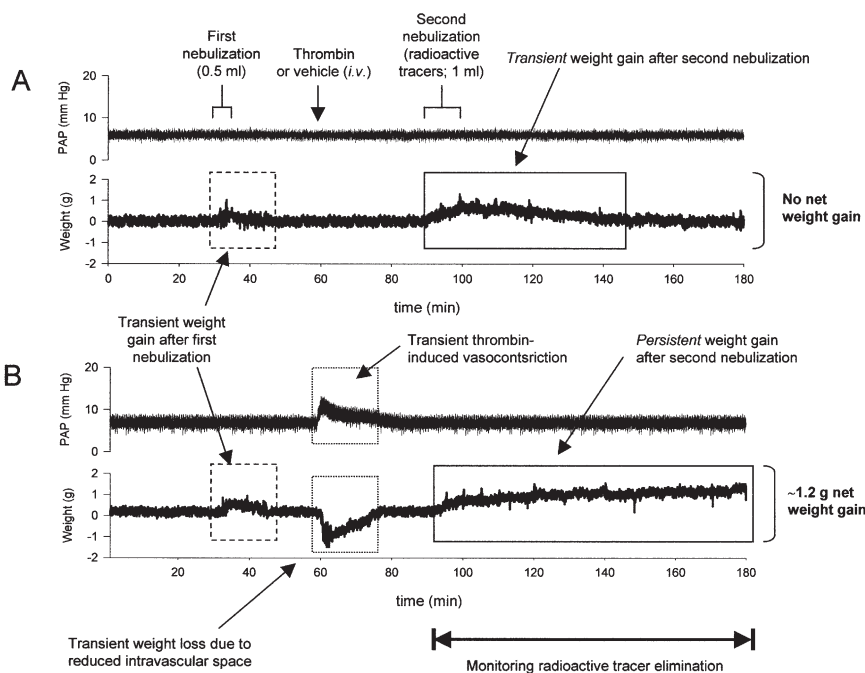 A
First
nebulization
(0.5 ml)
Thrombin
or vehicle (i.v.)
Second
nebulization
(radioactive
tracers; 1 ml)
Transient weight gain after second nebulization
PAP (mm Hg)
20
10
0
Weight (g)
2
1
0
-1
-2
No net
weight gain
0 20 40 60 80 100 120 140 160 180
time (min)
Transient weight
gain after first
nebulization
Transient thrombin-
induced vasocontsriction
Persistent weight gain
after second nebulization
B
PAP (mm Hg)
20
10
0
Weight (g)
2
1
0
-1
-2
~1.2 g net
weight gain
20 40 60 80 100 120 140 160 180
time (min)
Transient weight loss due to
reduced intravascular space
Monitoring radioactive tracer elimination